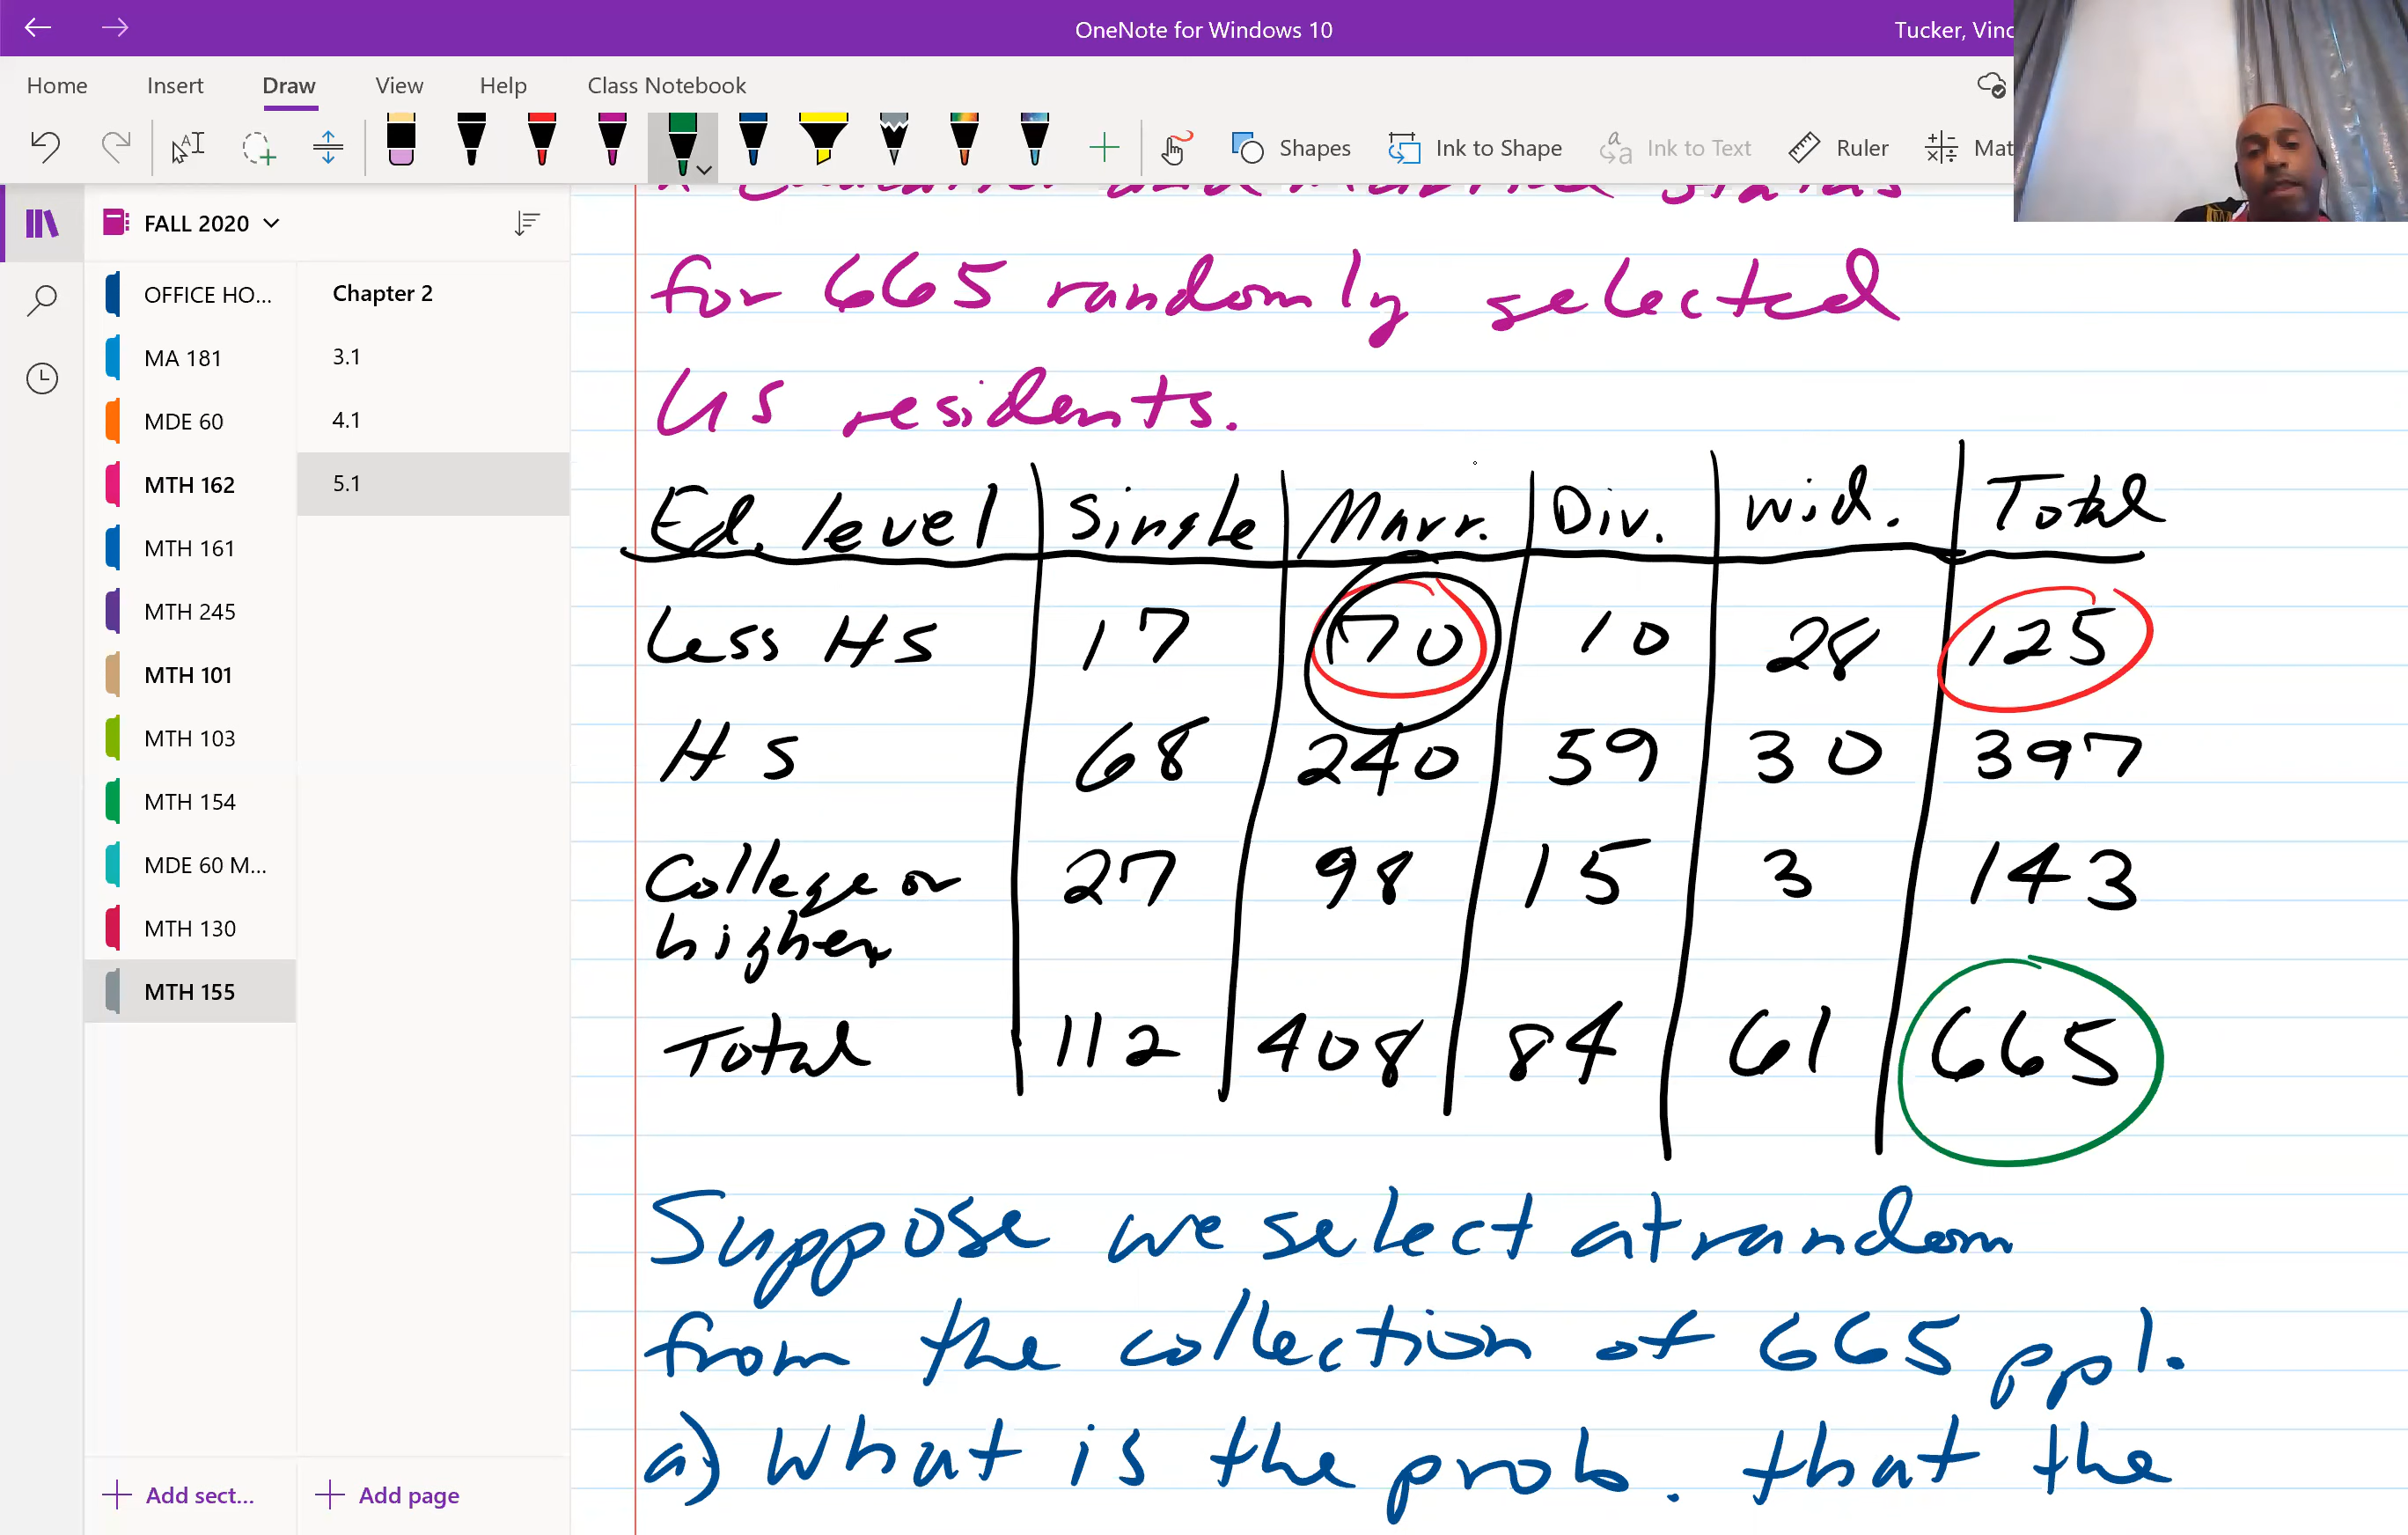 OneNote for Windows 10
Tucker, Vinc
Home Insert Draw View Help Class Notebook
Shapes Ink to Shape Ink to Text Ruler Mat
FALL 2020
OFFICE HO...
MA 181
MDE 60
MTH 162
MTH 161
MTH 245
MTH 101
MTH 103
MTH 154
MDE 60 M...
MTH 130
MTH 155
Add sect...
Chapter 2
3.1
4.1
5.1
Add page
and Marital Status
for 665 randomly selected
US residents.
Ed. level Single Marr. Div. Wid. Total
Less HS 17 70 10 28 125
HS 68 240 59 30 397
College or 27 98 15 3 143
higher
Total 112 408 84 61 665
Suppose we select at random
from the collection of 665 ppl.
a) What is the prob. that the